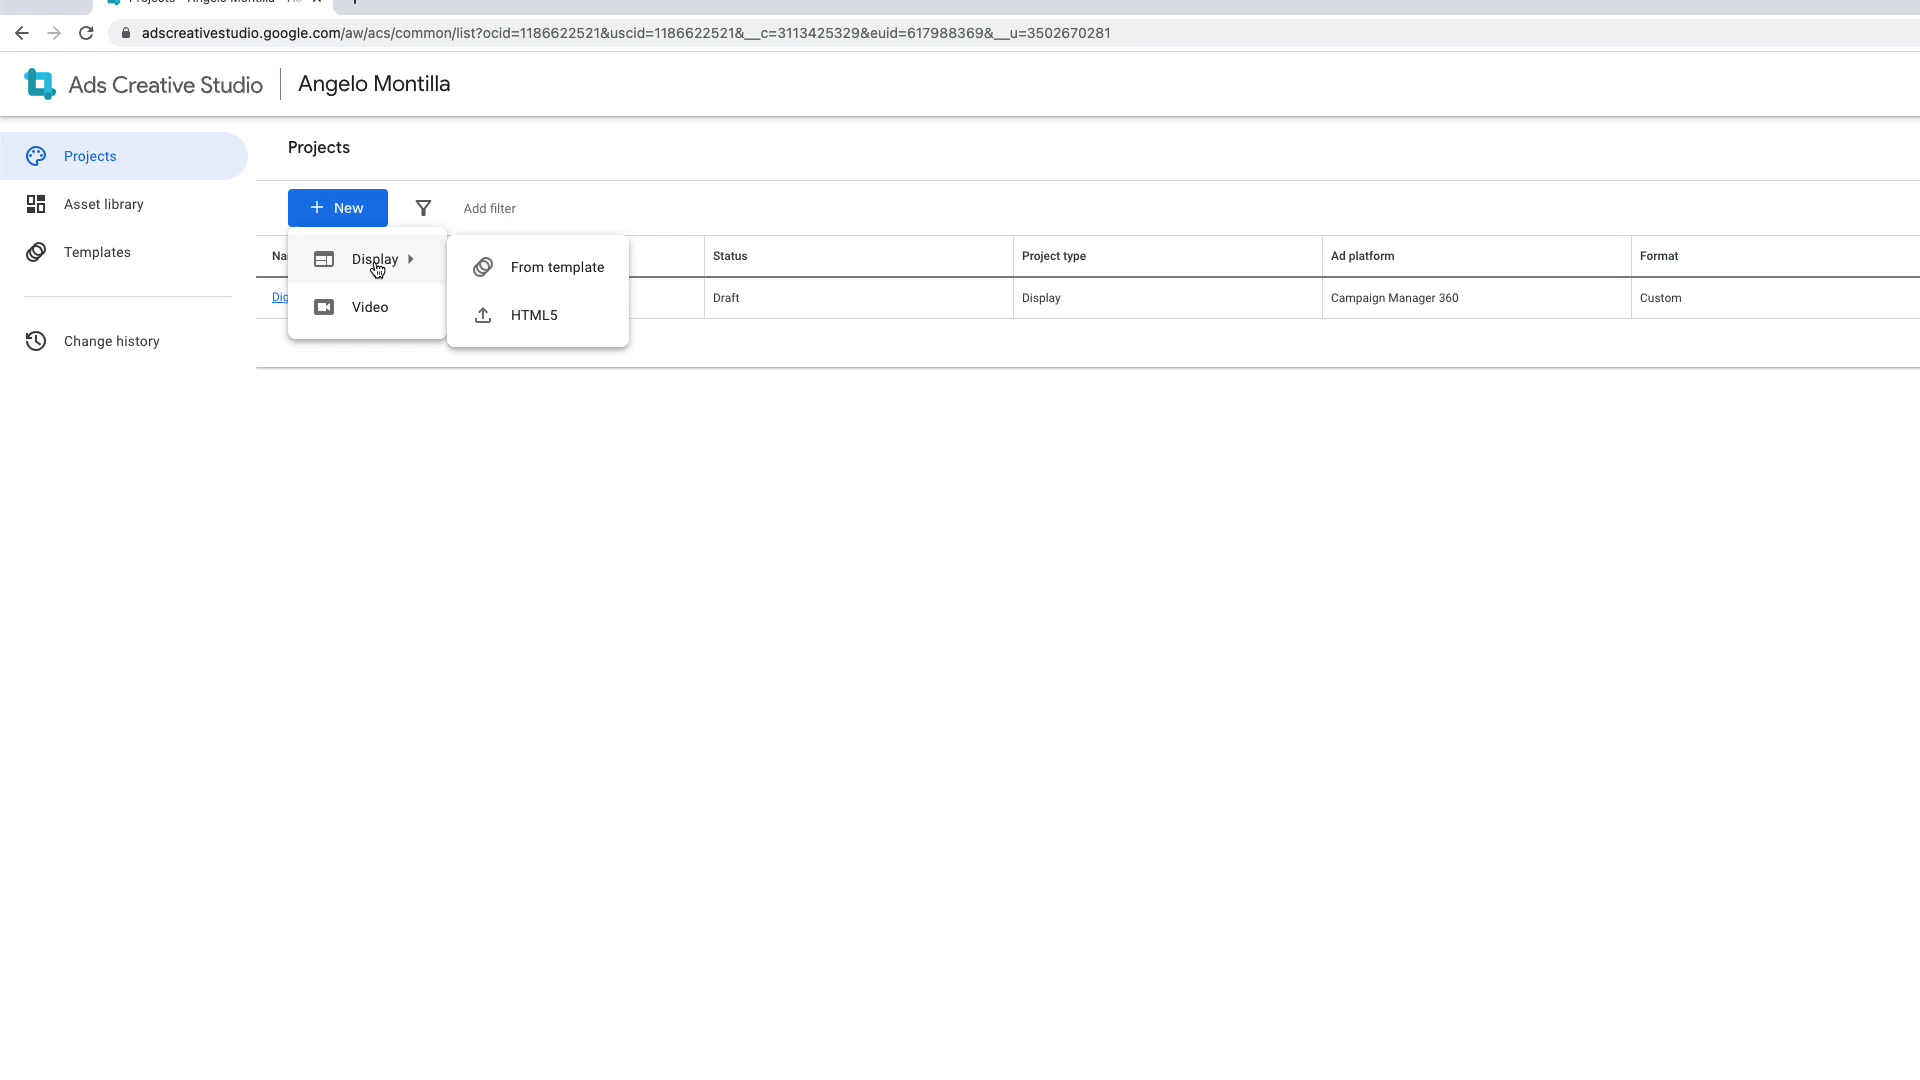 adscreativestudio.google.com/aw/acs/common/list?ocid=1186622521&uscid=1186622521&__c=3113425329&euid=617988369&__u=3502670281
Ads Creative Studio
Angelo Montilla
Projects
Asset library
Templates
Change history
Projects
New
Add filter
Status
Project type
Ad platform
Format
Draft
Display
Campaign Manager 360
Custom
Display
Video
From template
HTML5